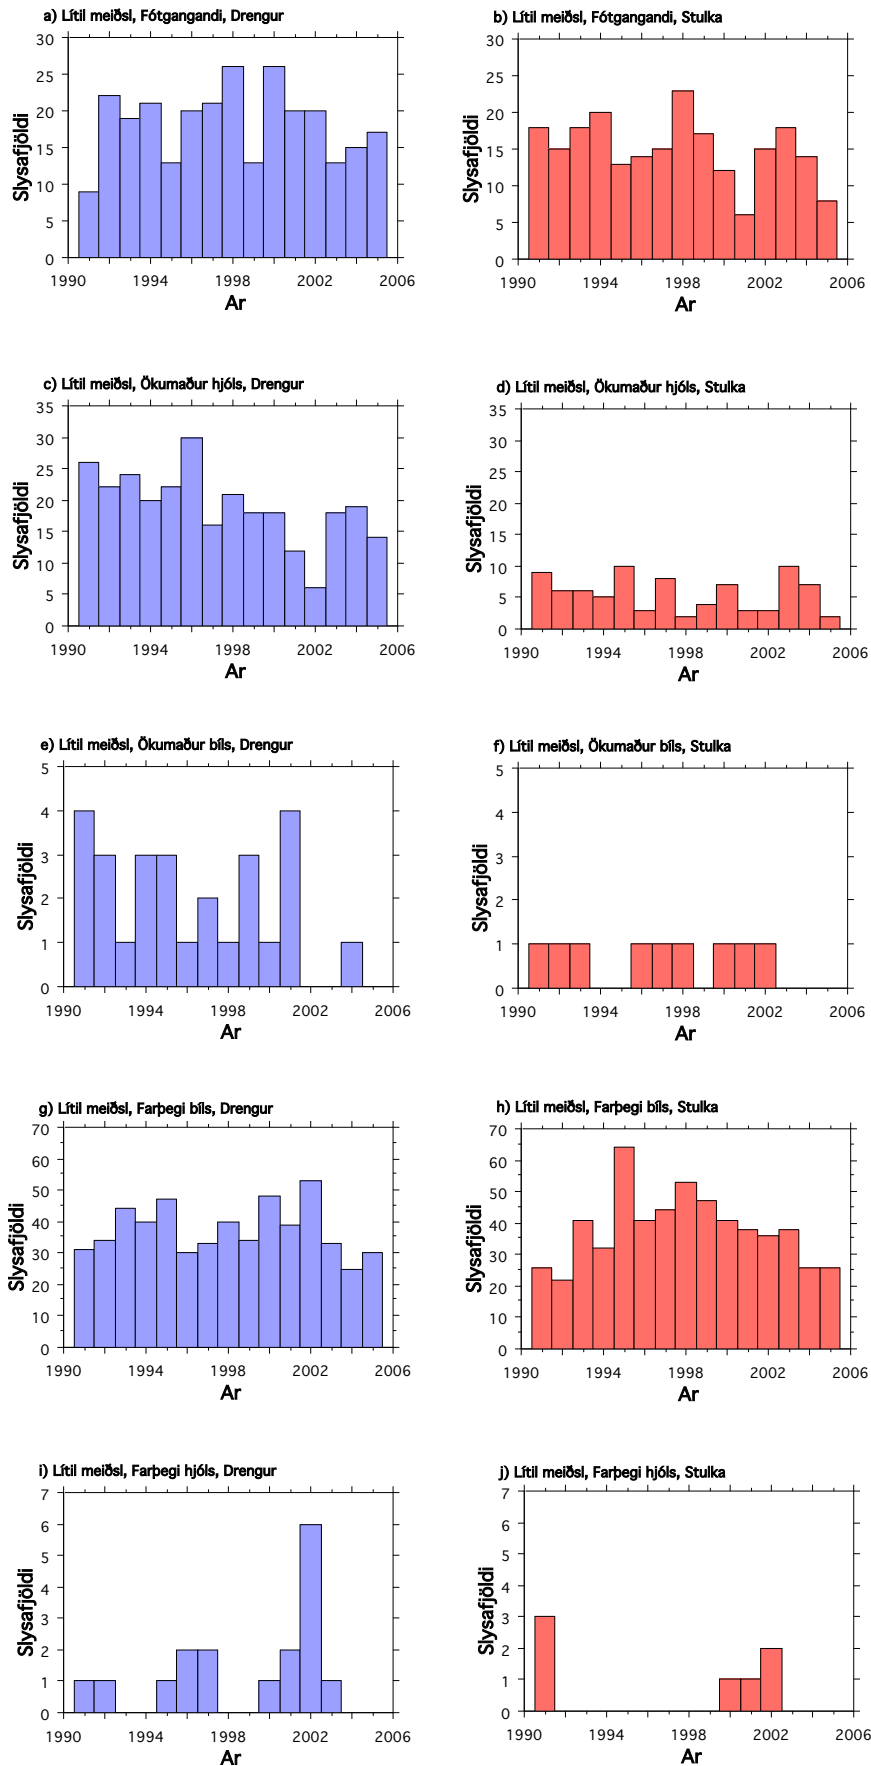 a) Lítil meiðsl, Fótgangandi, Drengur
30
25
20
15
10
5
0
Slysafjöldi
1990 1994 1998 2002 2006
Ar
b) Lítil meiðsl, Fótgangandi, Stulka
30
25
20
15
10
5
0
Slysafjöldi
1990 1994 1998 2002 2006
Ar
c) Lítil meiðsl, Ökumaður hjóls, Drengur
35
30
25
20
15
10
5
0
Slysafjöldi
1990 1994 1998 2002 2006
Ar
d) Lítil meiðsl, Ökumaður hjóls, Stulka
35
30
25
20
15
10
5
0
Slysafjöldi
1990 1994 1998 2002 2006
Ar
e) Lítil meiðsl, Ökumaður bíls, Drengur
5
4
3
2
1
0
Slysafjöldi
1990 1994 1998 2002 2006
Ar
f) Lítil meiðsl, Ökumaður bíls, Stulka
5
4
3
2
1
0
Slysafjöldi
1990 1994 1998 2002 2006
Ar
g) Lítil meiðsl, Farþegi bíls, Drengur
70
60
50
40
30
20
10
0
Slysafjöldi
1990 1994 1998 2002 2006
Ar
h) Lítil meiðsl, Farþegi bíls, Stulka
70
60
50
40
30
20
10
0
Slysafjöldi
1990 1994 1998 2002 2006
Ar
i) Lítil meiðsl, Farþegi hjóls, Drengur
7
6
5
4
3
2
1
0
Slysafjöldi
1990 1994 1998 2002 2006
Ar
j) Lítil meiðsl, Farþegi hjóls, Stulka
7
6
5
4
3
2
1
0
Slysafjöldi
1990 1994 1998 2002 2006
Ar